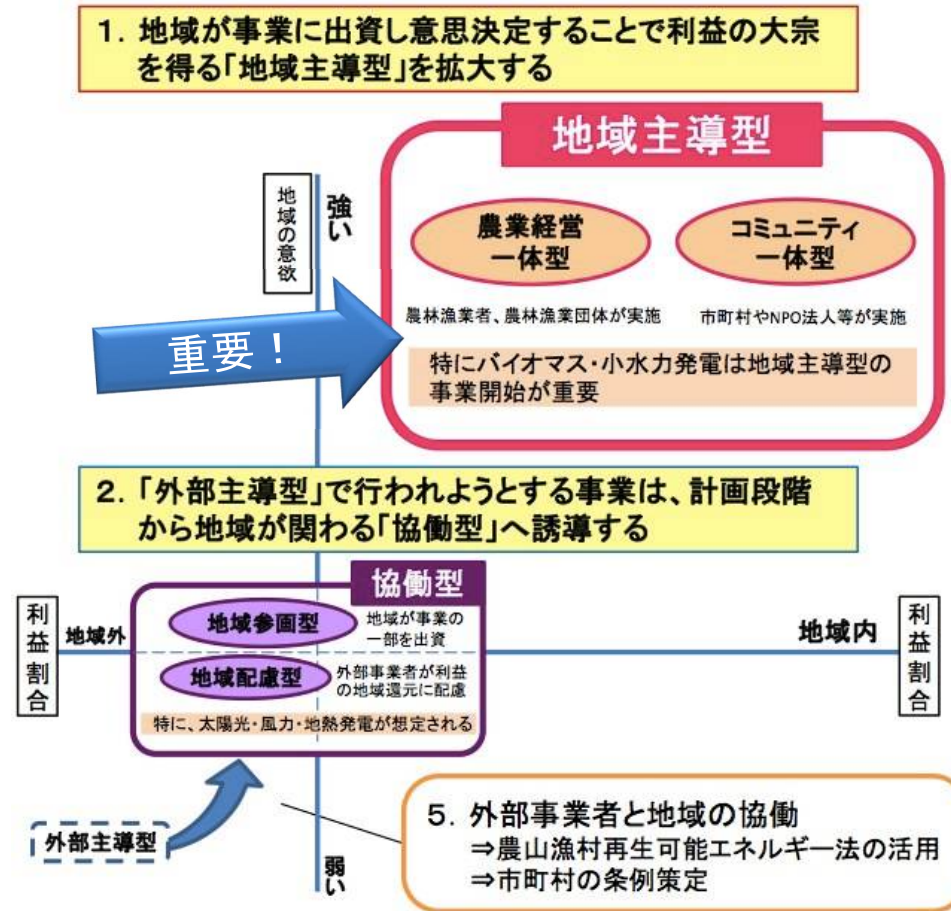 1. 地域が事業に出資し意思決定することで利益の大宗
を得る「地域主導型」を拡大する
地域主導型
地域の意欲
強い
農業経営
一体型
コミュニティ
一体型
農林漁業者、農林漁業団体が実施
市町村やNPO法人等が実施
重要!
特にバイオマス・小水力発電は地域主導型の
事業開始が重要
2. 「外部主導型」で行われようとする事業は、計画段階
から地域が関わる「協働型」へ誘導する
協働型
利益割合
地域外
地域参画型
地域が事業の
一部を出資
地域内
利益割合
地域配慮型
外部事業者が利益
の地域還元に配慮
特に、太陽光・風力・地熱発電が想定される
外部主導型
弱い
5. 外部事業者と地域の協働
⇒農山漁村再生可能エネルギー法の活用
⇒市町村の条例策定